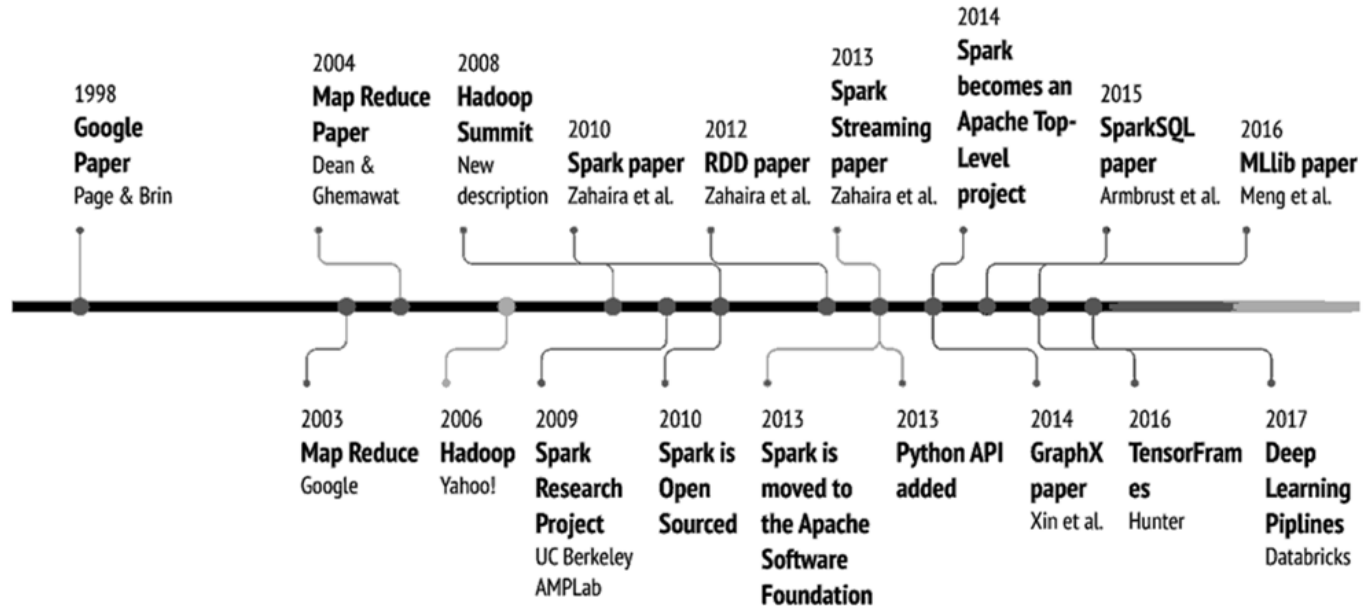 1998
Google
Paper
Page & Brin
2004
Map Reduce
Paper
Dean &
Ghemawat
2008
Hadoop
Summit
New
description
2010
Spark paper
Zahaira et al.
2012
RDD paper
Zahaira et al.
2013
Spark
Streaming
paper
Zahaira et al.
2014
Spark
becomes an
Apache Top-
Level
project
2015
SparkSQL
paper
Armbrust et al.
2016
MLlib paper
Meng et al.
2003
Map Reduce
Google
2006
Hadoop
Yahoo!
2009
Spark
Research
Project
UC Berkeley
AMPLab
2010
Spark is
Open
Sourced
2013
Spark is
moved to
the Apache
Software
Foundation
2013
Python API
added
2014
GraphX
paper
Xin et al.
2016
TensorFram
es
Hunter
2017
Deep
Learning
Piplines
Databricks